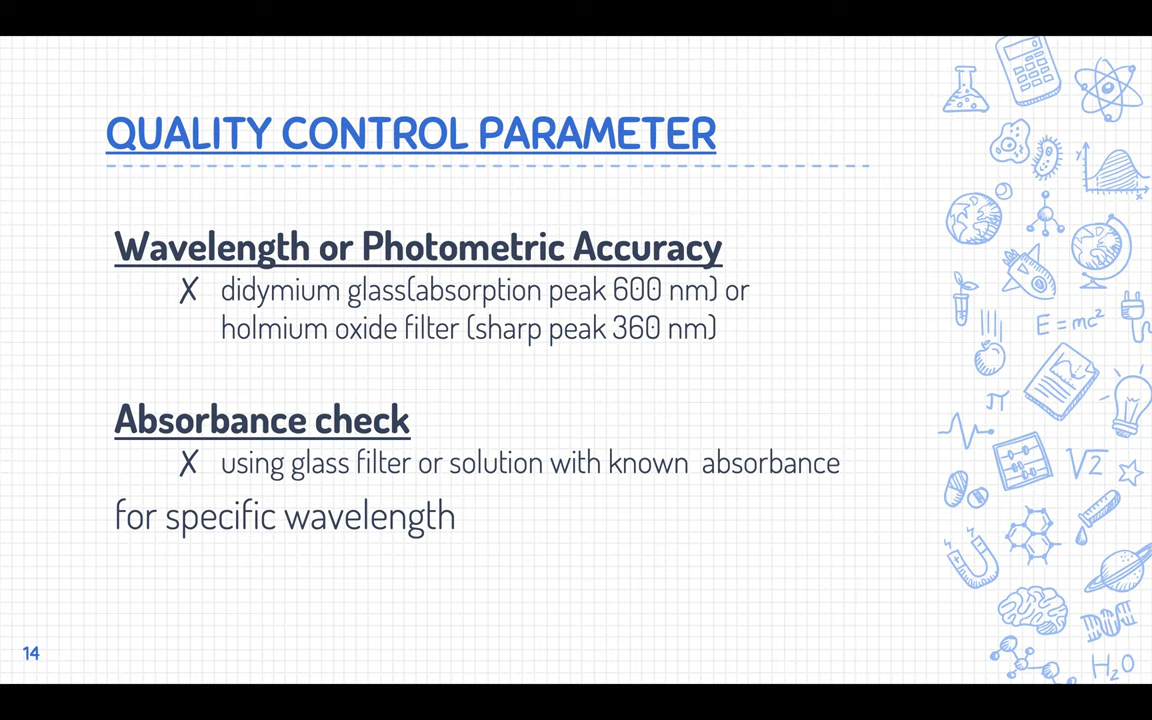 QUALITY CONTROL PARAMETER
Wavelength or Photometric Accuracy
X didymium glass(absorption peak 600 nm) or
holmium oxide filter (sharp peak 360 nm)
Absorbance check
X using glass filter or solution with known absorbance
for specific wavelength
14
y
x
E = mc²
π
√2
H₂O